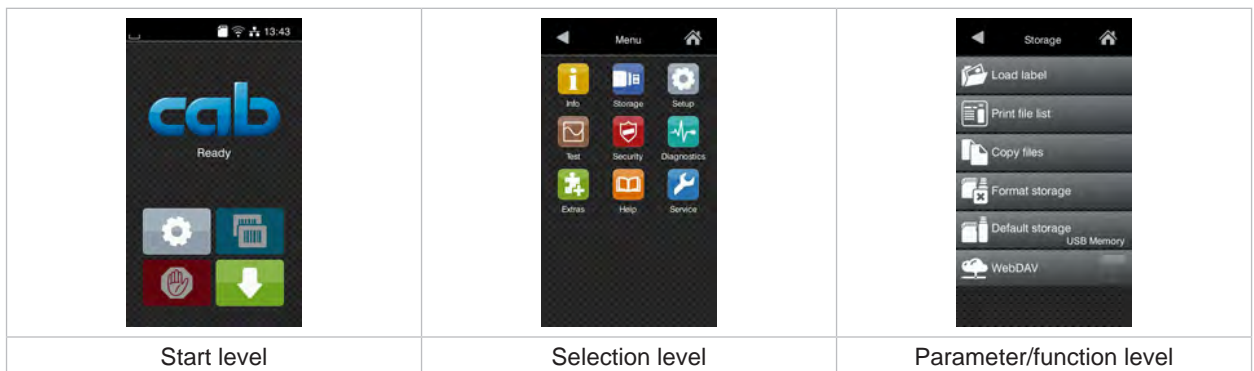 13:43
cab
Ready
Start level
Menu
Info Storage Setup
Test Security Diagnostics
Extras Help Service
Selection level
Storage
Load label
Print file list
Copy files
Format storage
Default storage
USB Memory
WebDAV
Parameter/function level